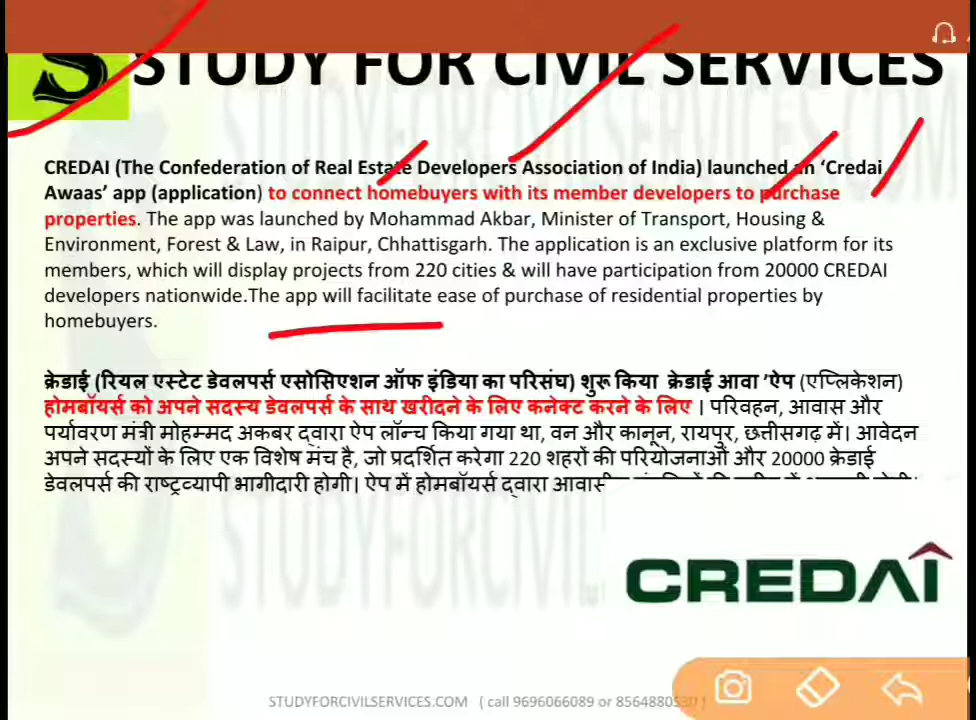 STUDY FOR CIVIL SERVICES
CREDAI (The Confederation of Real Estate Developers Association of India) launched an ‘Credai
Awaas’ app (application) to connect homebuyers with its member developers to purchase
properties. The app was launched by Mohammad Akbar, Minister of Transport, Housing &
Environment, Forest & Law, in Raipur, Chhattisgarh. The application is an exclusive platform for its
members, which will display projects from 220 cities & will have participation from 20000 CREDAI
developers nationwide.The app will facilitate ease of purchase of residential properties by
homebuyers.
क्रेडाई (रियल एस्टेट डेवलपर्स एसोसिएशन ऑफ इंडिया का परिसंघ) शुरू किया क्रेडाई आवा 'ऐप (एप्लिकेशन)
होमबॉयर्स को अपने सदस्य डेवलपर्स के साथ खरीदने के लिए कनेक्ट करने के लिए । परिवहन, आवास और
पर्यावरण मंत्री मोहम्मद अकबर द्वारा ऐप लॉन्च किया गया था, वन और कानून, रायपुर, छत्तीसगढ़ में। आवेदन
अपने सदस्यों के लिए एक विशेष मंच है, जो प्रदर्शित करेगा 220 शहरों की परियोजनाओं और 20000 क्रेडाई
डेवलपर्स की राष्ट्रव्यापी भागीदारी होगी। ऐप में होमबॉयर्स द्वारा
CREDAI
STUDYFORCIVILSERVICES.COM ( call 9696066089 or 8564880530 )